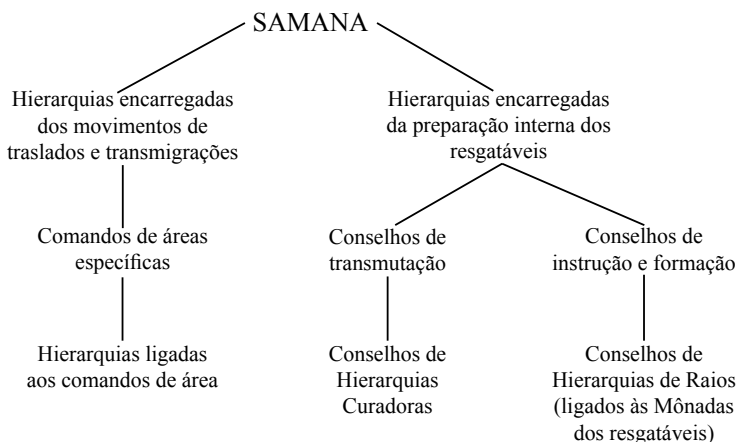 SAMANA
Hierarquias encarregadas
dos movimentos de
traslados e transmigrações
Hierarquias encarregadas
da preparação interna dos
resgatáveis
Comandos de áreas
específicas
Conselhos de
transmutação
Conselhos de
instrução e formação
Hierarquias ligadas
aos comandos de área
Conselhos de
Hierarquias
Curadoras
Conselhos de
Hierarquias de Raios
(ligados às Mônadas
dos resgatáveis)